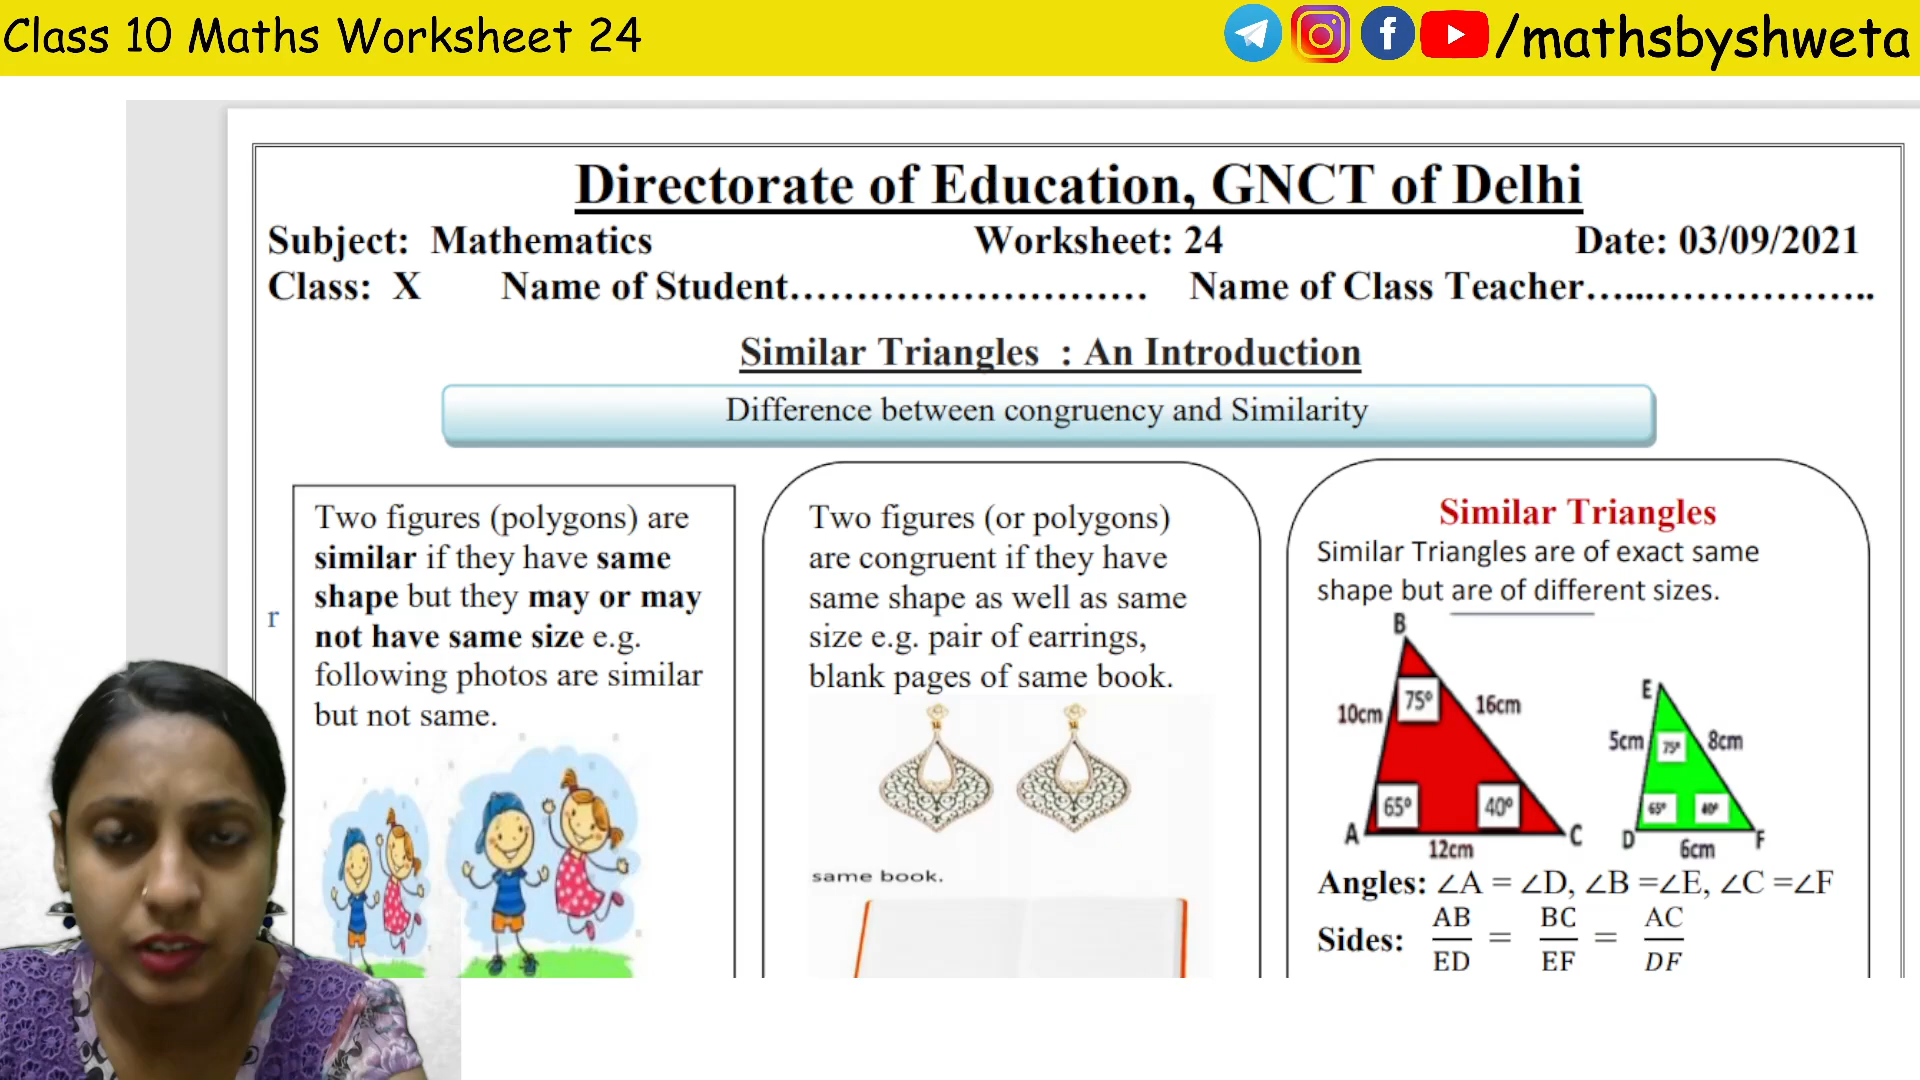 Class 10 Maths Worksheet 24
/mathsbyshweta
Directorate of Education, GNCT of Delhi
Subject: Mathematics Worksheet: 24 Date: 03/09/2021
Class: X Name of Student……………………… Name of Class Teacher…...……………..
Similar Triangles : An Introduction
Difference between congruency and Similarity
r
Two figures (polygons) are
similar if they have same
shape but they may or may
not have same size e.g.
following photos are similar
but not same.
Two figures (or polygons)
are congruent if they have
same shape as well as same
size e.g. pair of earrings,
blank pages of same book.
same book.
Similar Triangles
Similar Triangles are of exact same
shape but are of different sizes.
B
10cm 75° 16cm
65° 40°
A C
12cm
E
5cm 75° 8cm
65° 40°
D F
6cm
Angles: ∠A = ∠D, ∠B =∠E, ∠C =∠F
Sides: AB/ED = BC/EF = AC/DF